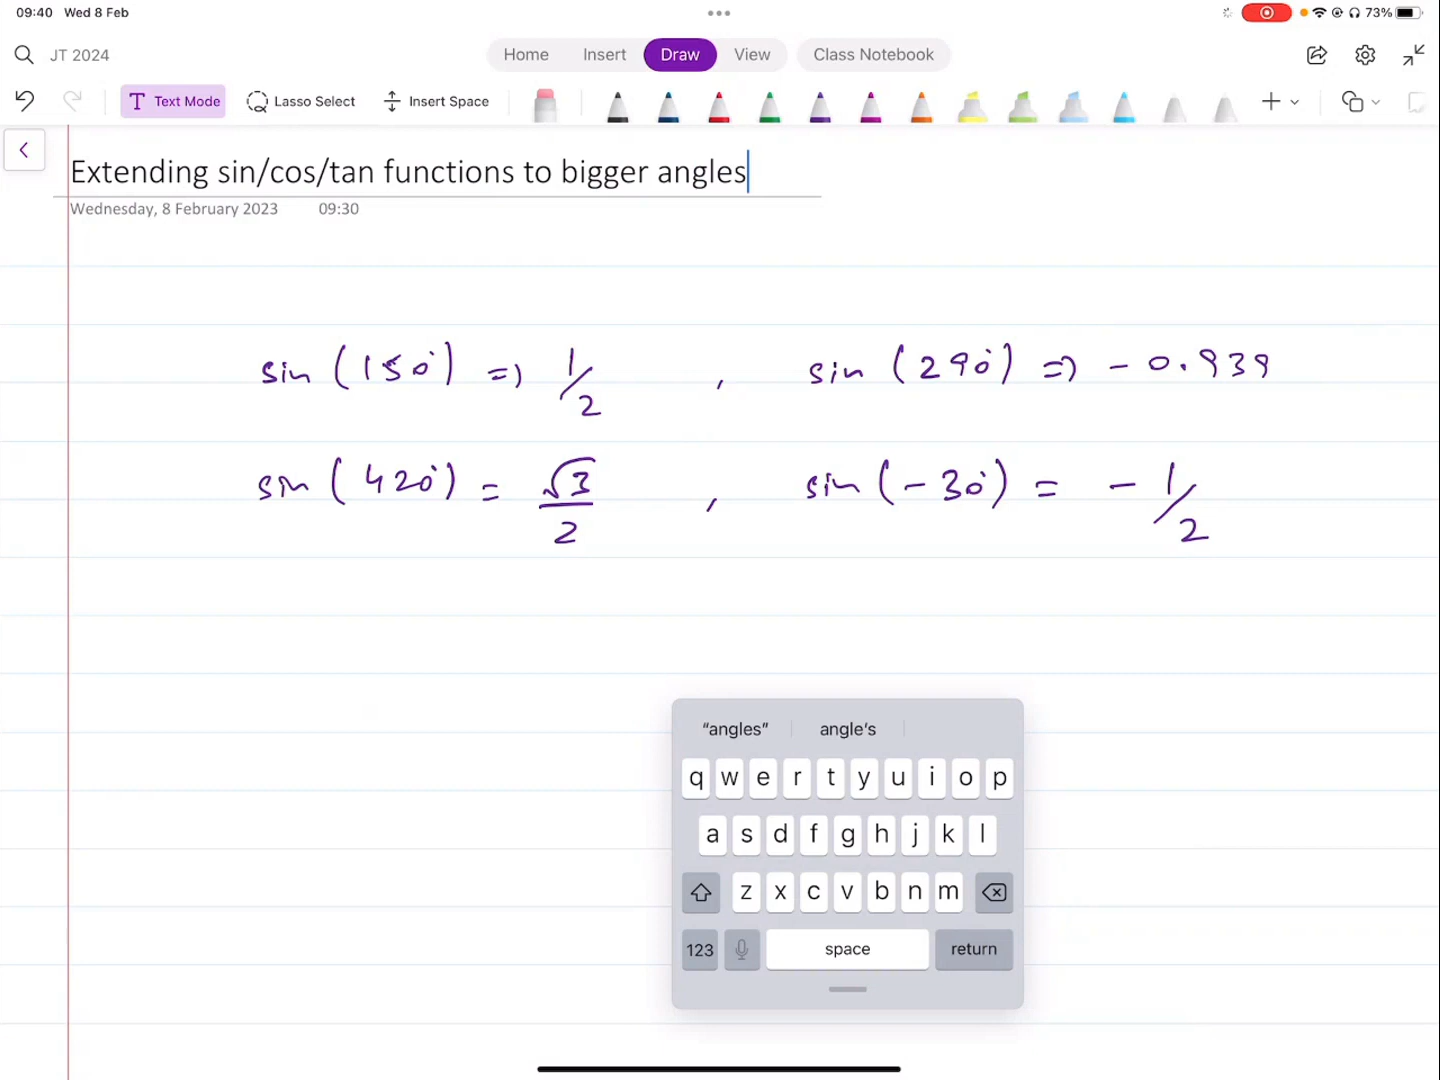 09:40 Wed 8 Feb 73%
JT 2024 Home Insert Draw View Class Notebook
Text Mode Lasso Select Insert Space
Extending sin/cos/tan functions to bigger angles
Wednesday, 8 February 2023 09:30
sin (150°) => 1/2 , sin (290°) => - 0.939
sin (420°) = √3/2 , sin (-30°) = - 1/2
“angles” angle's
q w e r t y u i o p
a s d f g h j k l
z x c v b n m
123 space return